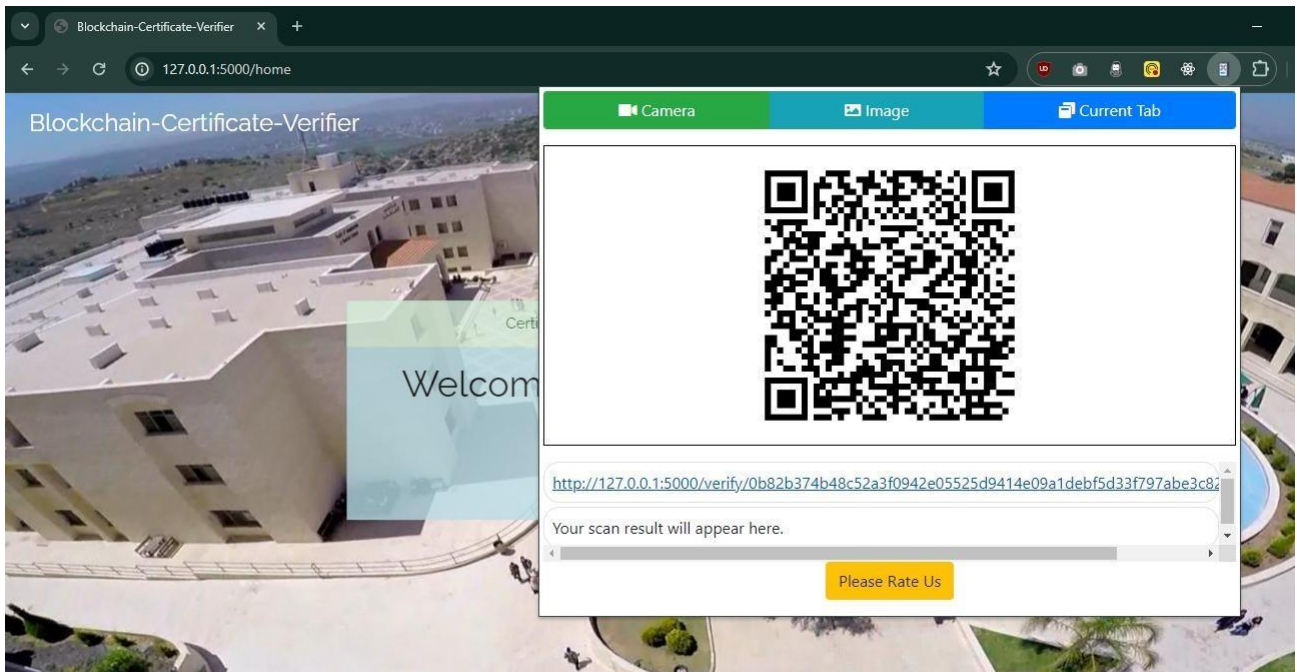 Blockchain-Certificate-Verifier
127.0.0.1:5000/home
Blockchain-Certificate-Verifier
Camera
Image
Current Tab
Welcom
http://127.0.0.1:5000/verify/0b82b374b48c52a3f0942e05525d9414e09a1debf5d33f797abe3c82
Your scan result will appear here.
Please Rate Us